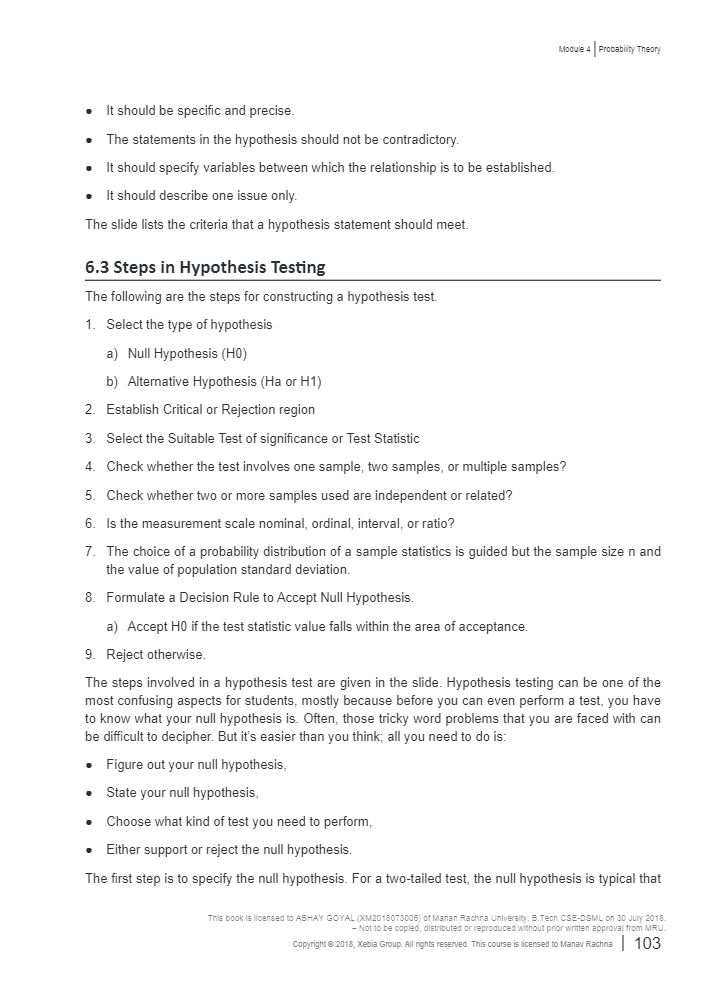 Module 4 | Probability Theory
• It should be specific and precise.
• The statements in the hypothesis should not be contradictory.
• It should specify variables between which the relationship is to be established.
• It should describe one issue only.
The slide lists the criteria that a hypothesis statement should meet.
6.3 Steps in Hypothesis Testing
The following are the steps for constructing a hypothesis test.
1. Select the type of hypothesis
a) Null Hypothesis (H0)
b) Alternative Hypothesis (Ha or H1)
2. Establish Critical or Rejection region
3. Select the Suitable Test of significance or Test Statistic
4. Check whether the test involves one sample, two samples, or multiple samples?
5. Check whether two or more samples used are independent or related?
6. Is the measurement scale nominal, ordinal, interval, or ratio?
7. The choice of a probability distribution of a sample statistics is guided but the sample size n and
the value of population standard deviation.
8. Formulate a Decision Rule to Accept Null Hypothesis.
a) Accept H0 if the test statistic value falls within the area of acceptance.
9. Reject otherwise.
The steps involved in a hypothesis test are given in the slide. Hypothesis testing can be one of the
most confusing aspects for students, mostly because before you can even perform a test, you have
to know what your null hypothesis is. Often, those tricky word problems that you are faced with can
be difficult to decipher. But it's easier than you think; all you need to do is:
• Figure out your null hypothesis,
• State your null hypothesis,
• Choose what kind of test you need to perform,
• Either support or reject the null hypothesis.
The first step is to specify the null hypothesis. For a two-tailed test, the null hypothesis is typical that
This book is licensed to ABHAY GOYAL (XM2018073006) of Manan Rachna University, B.Tech CSE-DSML on 30 July 2018.
– Not to be copied, distributed or reproduced without prior written approval from MRU.
Copyright © 2018, Xebia Group. All rights reserved. This course is licensed to Manav Rachna | 103